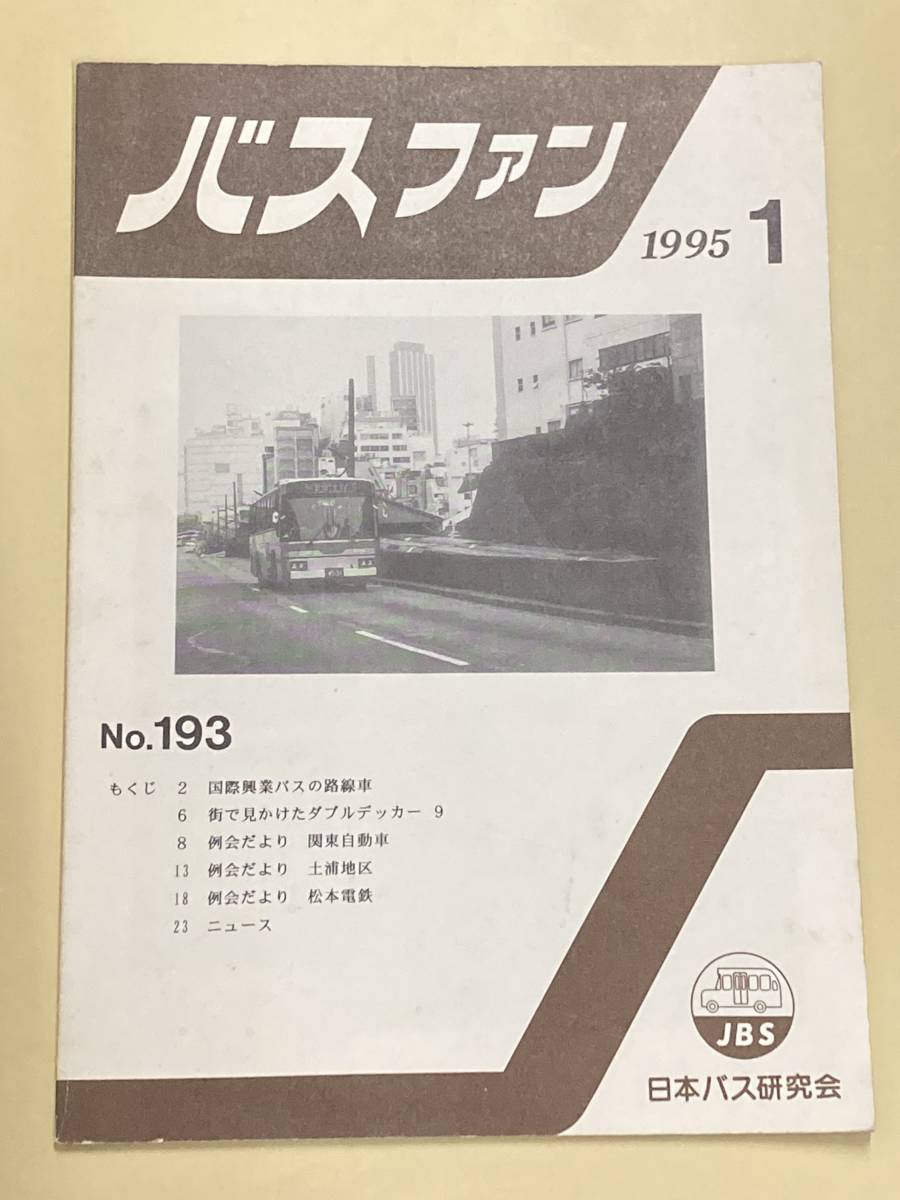 バスファン
1995 1
No.193
もくじ 2 国際興業バスの路線車
6 街で見かけたダブルデッカー 9
8 例会だより 関東自動車
13 例会だより 土浦地区
18 例会だより 松本電鉄
23 ニュース
JBS
日本バス研究会